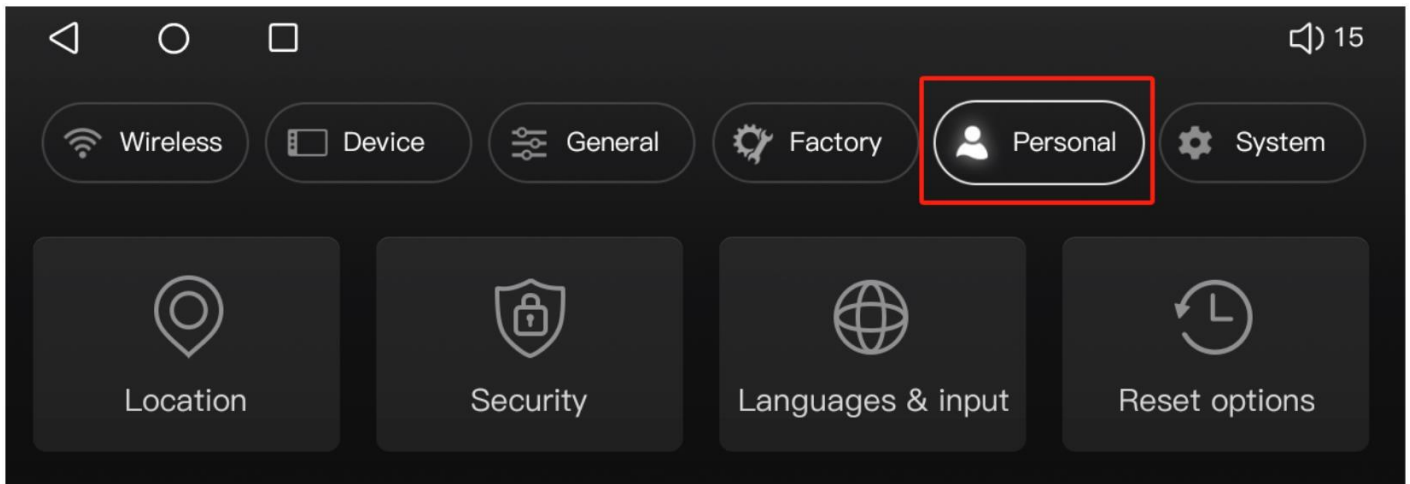 15
Wireless Device General Factory Personal System
Location Security Languages & input Reset options